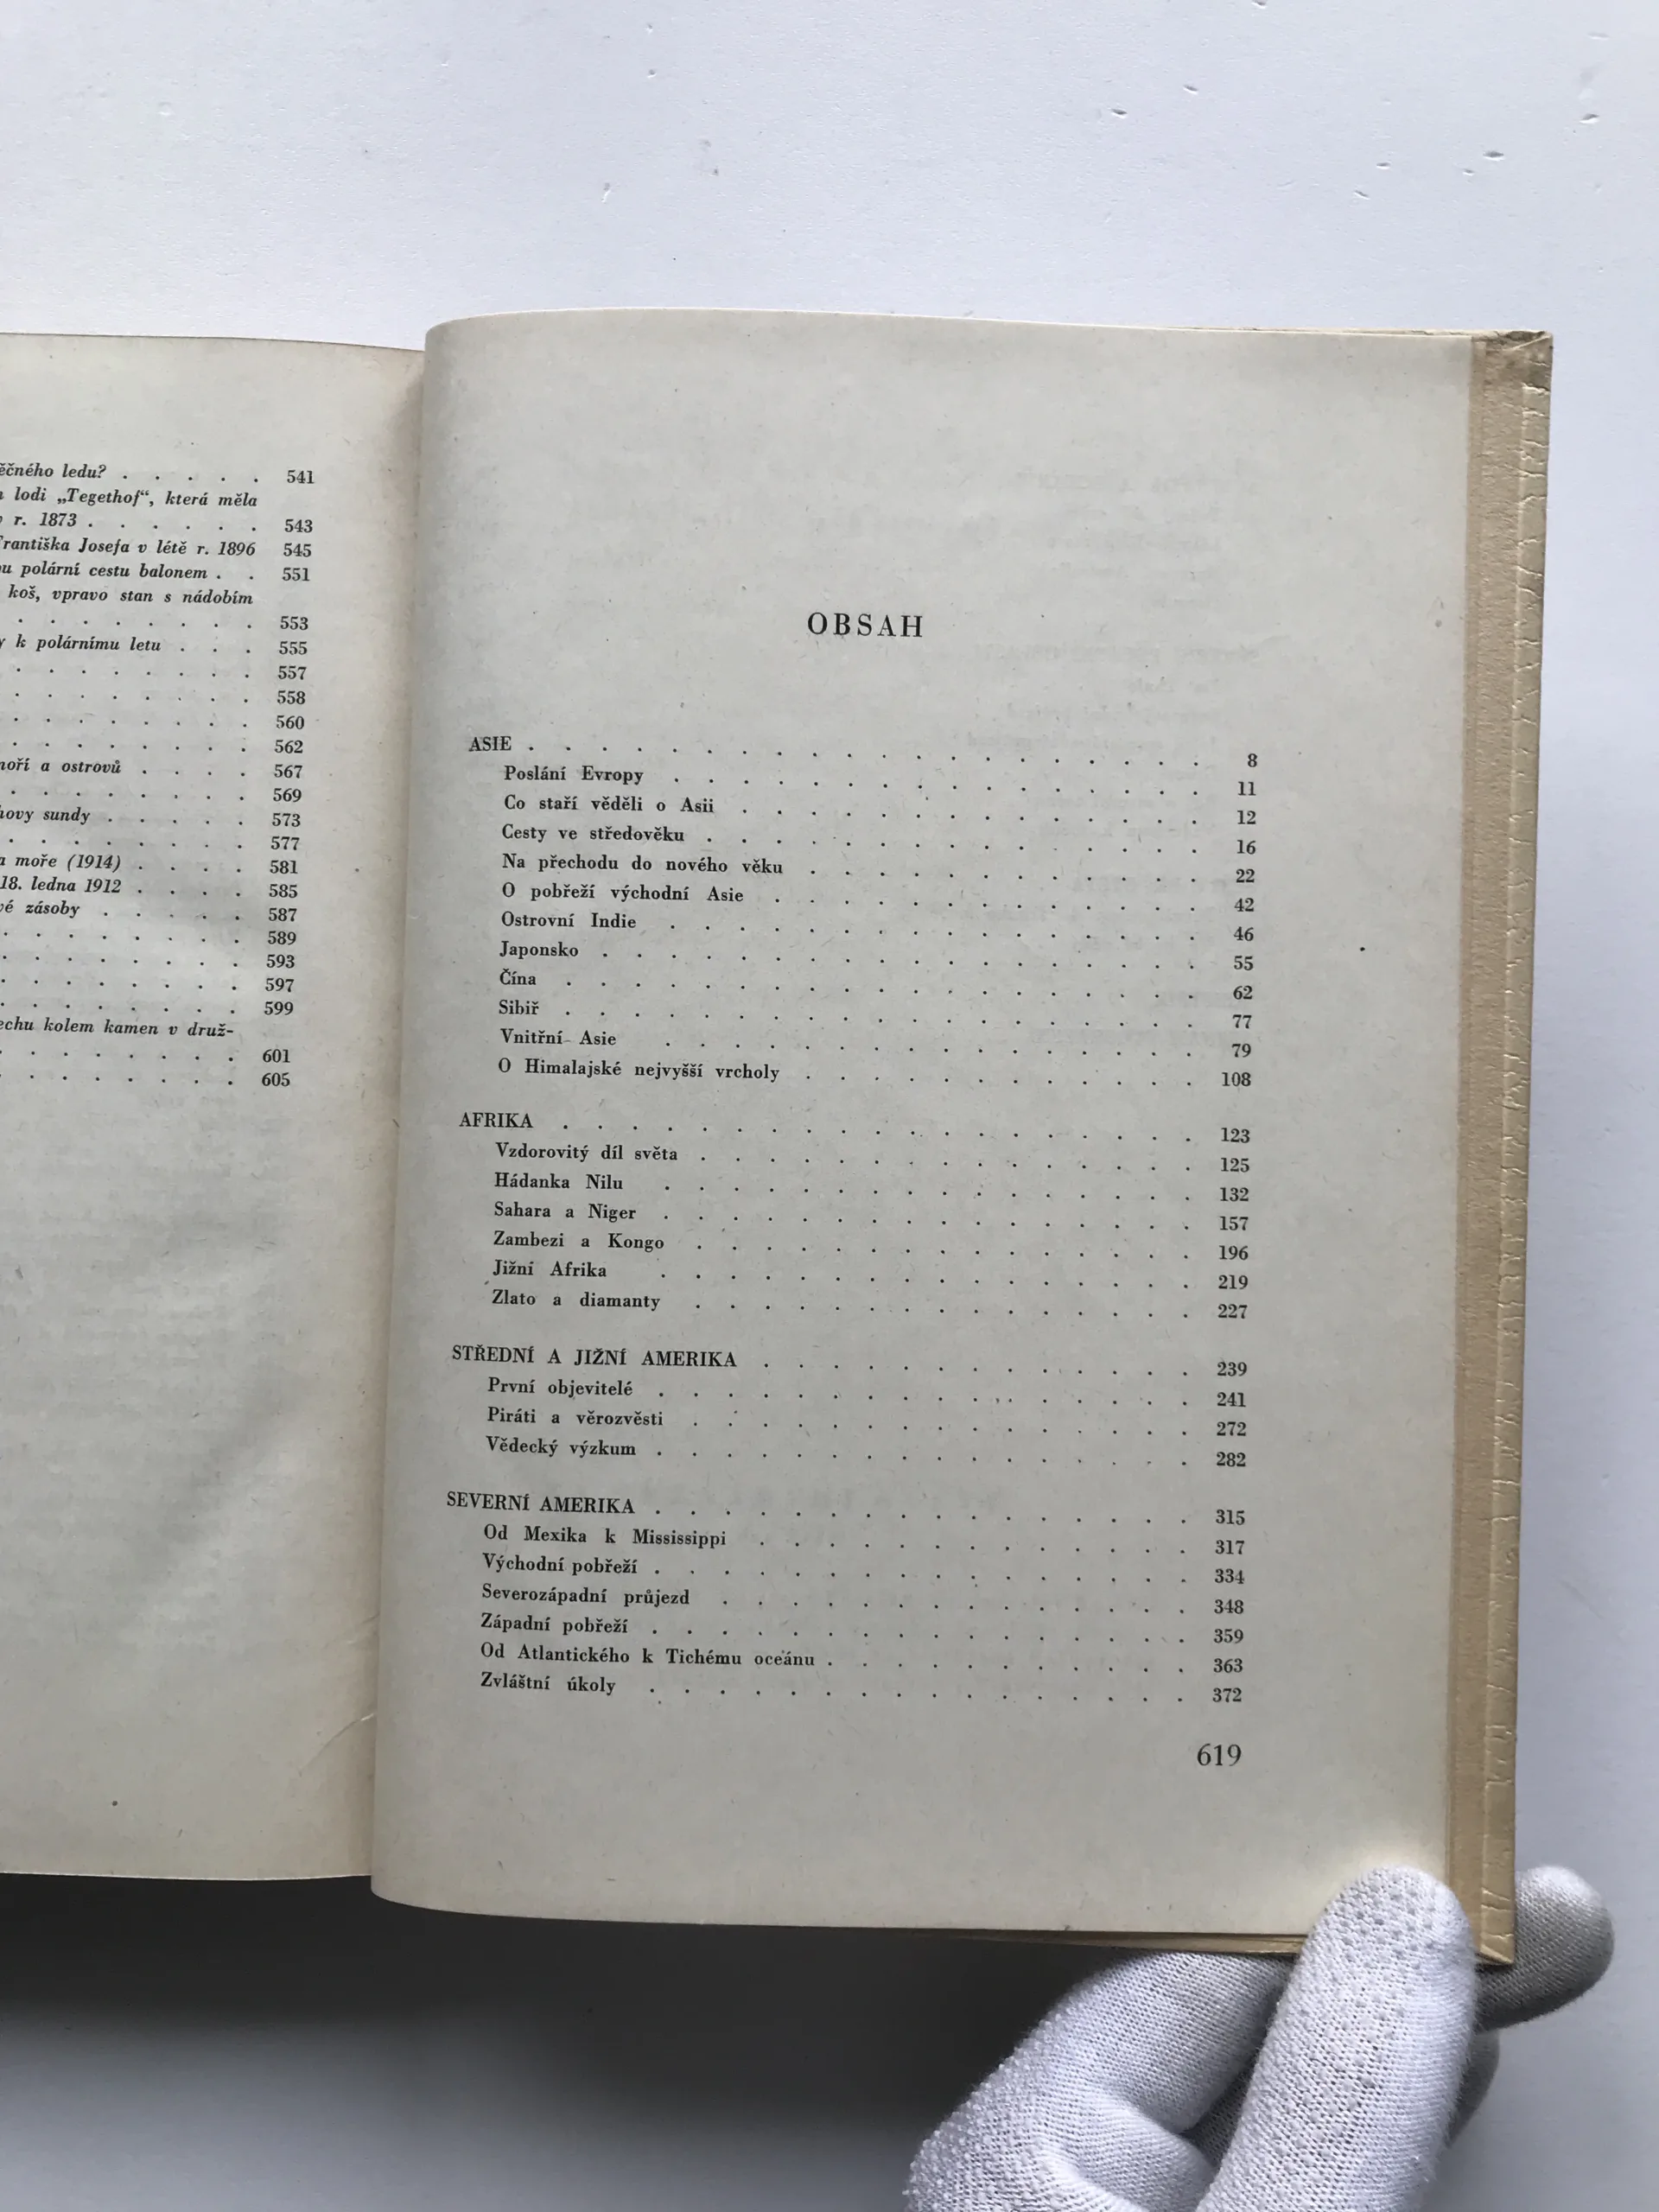 ěčného ledu? . . . . . 541
lodi „Tegethof“, která měla
r. 1873 . . . . . . 543
Františka Josefa v létě r. 1896 545
polární cestu balonem . . 551
koš, vpravo stan s nádobím
. . . . . . . . 553
k polárnímu letu . . . 555
. . . . . . . . 557
. . . . . . . . 558
. . . . . . . . 560
. . . . . . . . 562
moří a ostrovů . . . . 567
. . . . . . . . 569
hovy sundy . . . . . 573
. . . . . . . . 577
moře (1914) . . . . 581
18. ledna 1912 . . . . 585
vé zásoby . . . . . 587
. . . . . . . . 589
. . . . . . . . 593
. . . . . . . . 597
. . . . . . . . 599
echu kolem kamen v druž-
. . . . . . . . 601
. . . . . . . . 605
OBSAH
ASIE . . . . . . . . . . . . . . . . . . . . 8
Poslání Evropy . . . . . . . . . . . . . . . . 11
Co staří věděli o Asii . . . . . . . . . . . . . . 12
Cesty ve středověku . . . . . . . . . . . . . . . 16
Na přechodu do nového věku . . . . . . . . . . . . 22
O pobřeží východní Asie . . . . . . . . . . . . . 42
Ostrovní Indie . . . . . . . . . . . . . . . . 46
Japonsko . . . . . . . . . . . . . . . . . . 55
Čína . . . . . . . . . . . . . . . . . . . 62
Sibiř . . . . . . . . . . . . . . . . . . . 77
Vnitřní Asie . . . . . . . . . . . . . . . . 79
O Himalajské nejvyšší vrcholy . . . . . . . . . . . . 108
AFRIKA . . . . . . . . . . . . . . . . . . . 123
Vzdorovitý díl světa . . . . . . . . . . . . . . . 125
Hádanka Nilu . . . . . . . . . . . . . . . . 132
Sahara a Niger . . . . . . . . . . . . . . . . 157
Zambezi a Kongo . . . . . . . . . . . . . . . 196
Jižní Afrika . . . . . . . . . . . . . . . . 219
Zlato a diamanty . . . . . . . . . . . . . . . 227
STŘEDNÍ A JIŽNÍ AMERIKA . . . . . . . . . . . . . 239
První objevitelé . . . . . . . . . . . . . . . . 241
Piráti a věrozvěsti . . . . . . . . . . . . . . . 272
Vědecký výzkum . . . . . . . . . . . . . . . . 282
SEVERNÍ AMERIKA . . . . . . . . . . . . . . . . 315
Od Mexika k Mississippi . . . . . . . . . . . . . 317
Východní pobřeží . . . . . . . . . . . . . . . . 334
Severozápadní průjezd . . . . . . . . . . . . . . 348
Západní pobřeží . . . . . . . . . . . . . . . . 359
Od Atlantického k Tichému oceánu . . . . . . . . . . . 363
Zvláštní úkoly . . . . . . . . . . . . . . . . 372
619